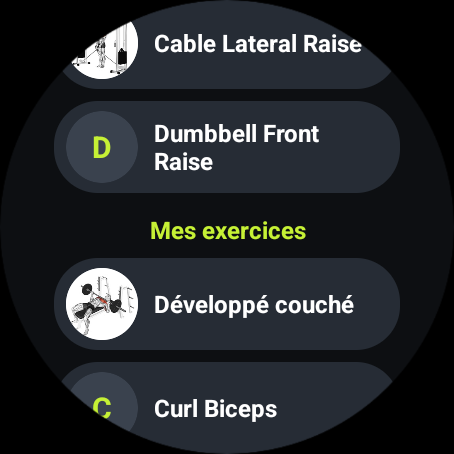 Cable Lateral Raise
D
Dumbbell Front
Raise
Mes exercices
Développé couché
C
Curl Biceps